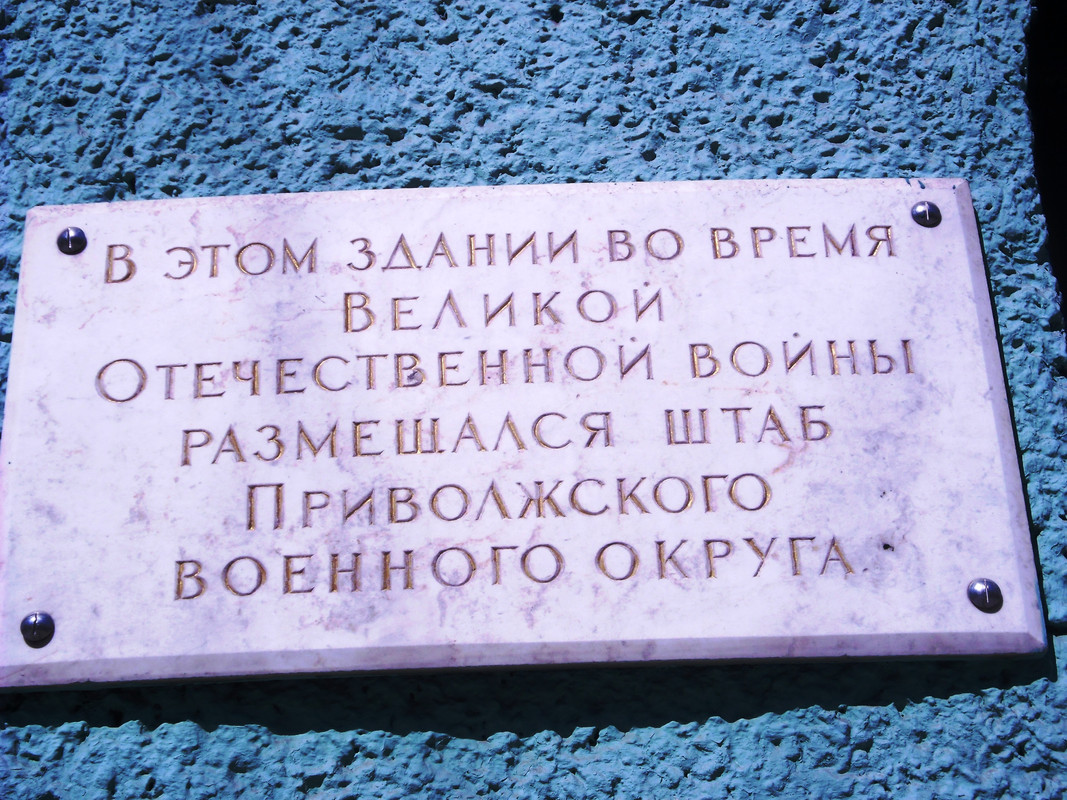 В этом здании во время
Великой
Отечественной войны
размещался штаб
Приволжского
военного округа.